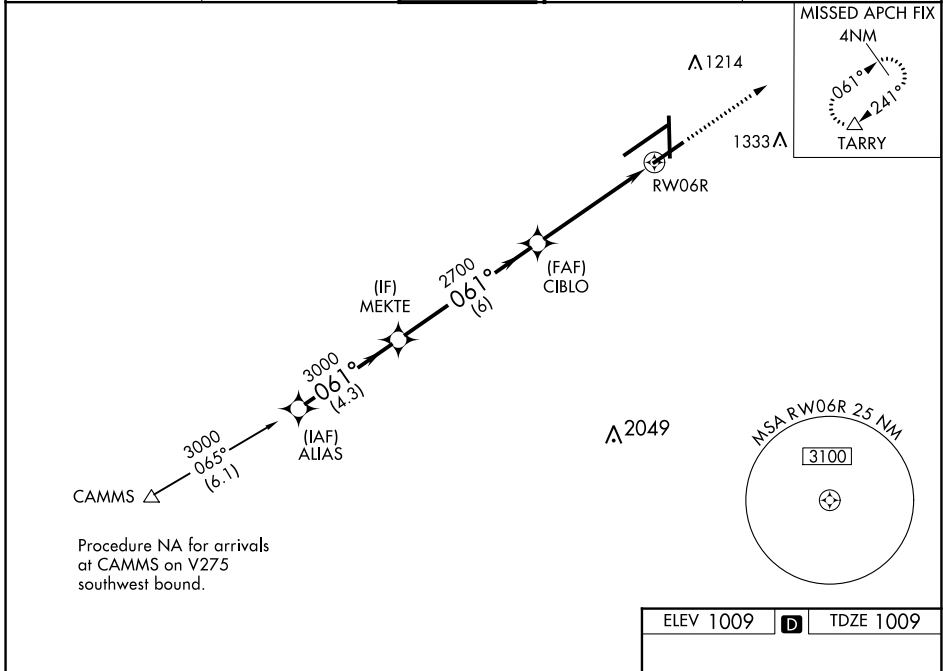 MISSED APCH FIX
4NM
061°
241°
TARRY
1214
1333
RW06R
(FAF)
CIBLO
2700
061°
(6)
(IF)
MEKTE
3000
061°
(4.3)
(IAF)
ALIAS
3000
065°
(6.1)
CAMMS
2049
MSA RW06R 25 NM
3100
Procedure NA for arrivals
at CAMMS on V275
southwest bound.
ELEV 1009 D TDZE 1009